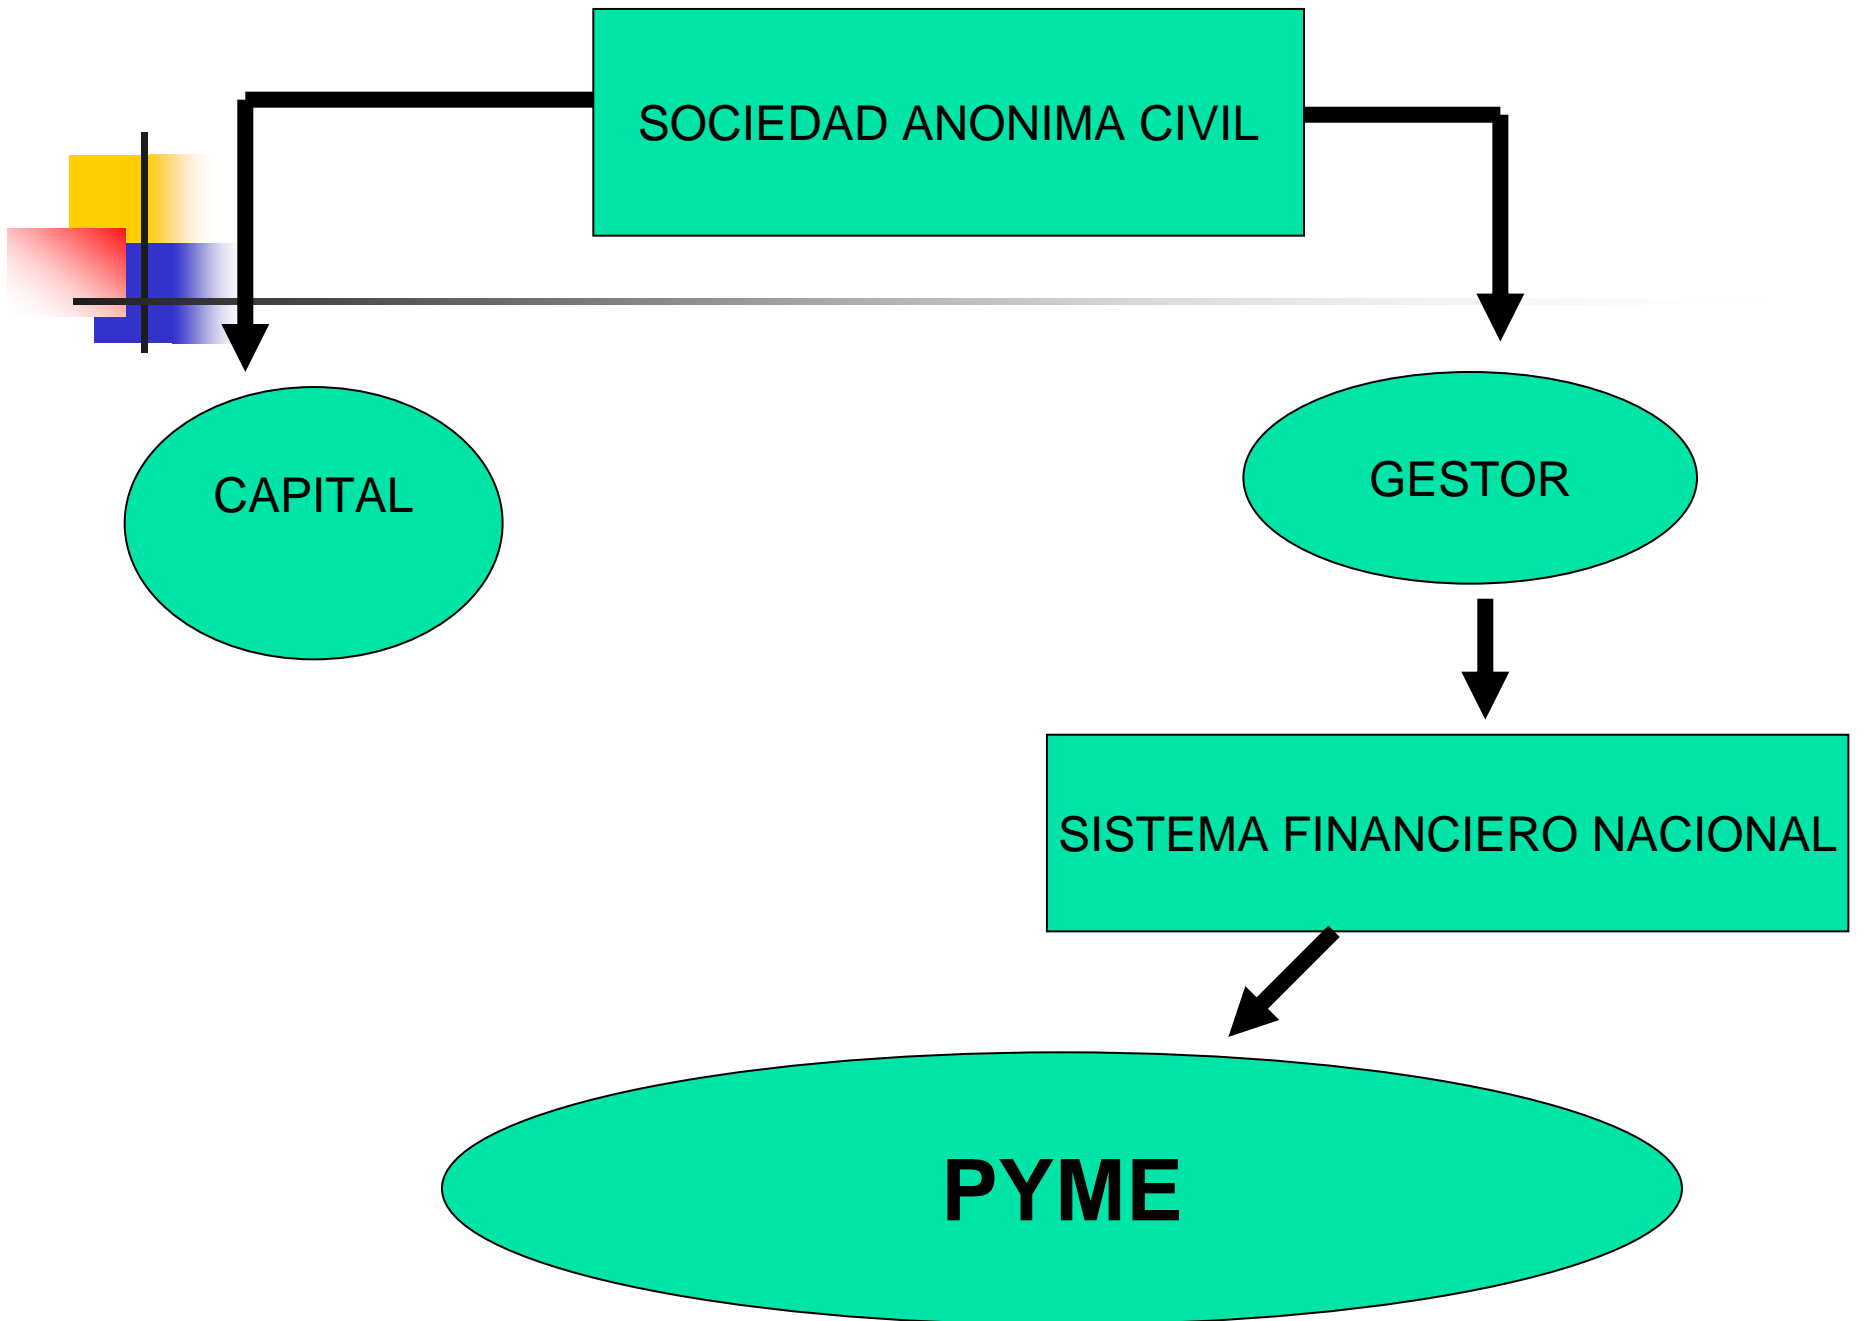 SOCIEDAD ANONIMA CIVIL
CAPITAL
GESTOR
SISTEMA FINANCIERO NACIONAL
PYME